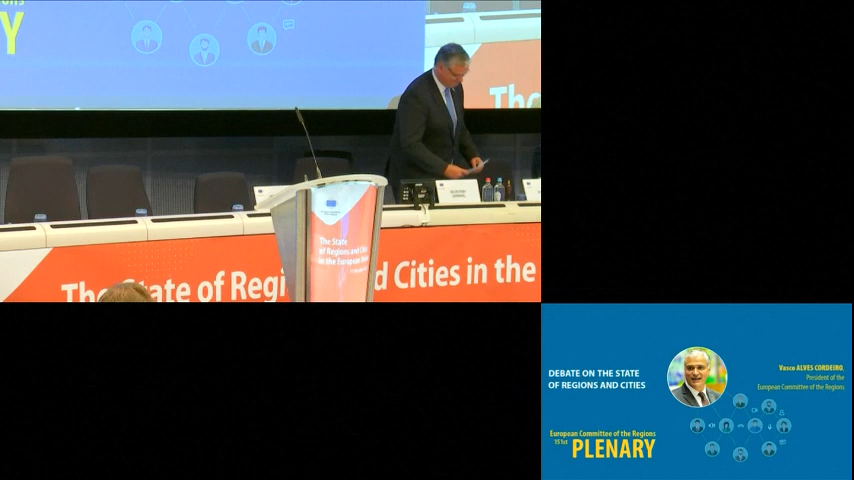 Y
The
The State
of Regions and Cities
in the European Union
The State of Regi
d Cities in the
DEBATE ON THE STATE
OF REGIONS AND CITIES
Vasco ALVES CORDEIRO,
President of the
European Committee of the Regions
European Committee of the Regions
151st PLENARY